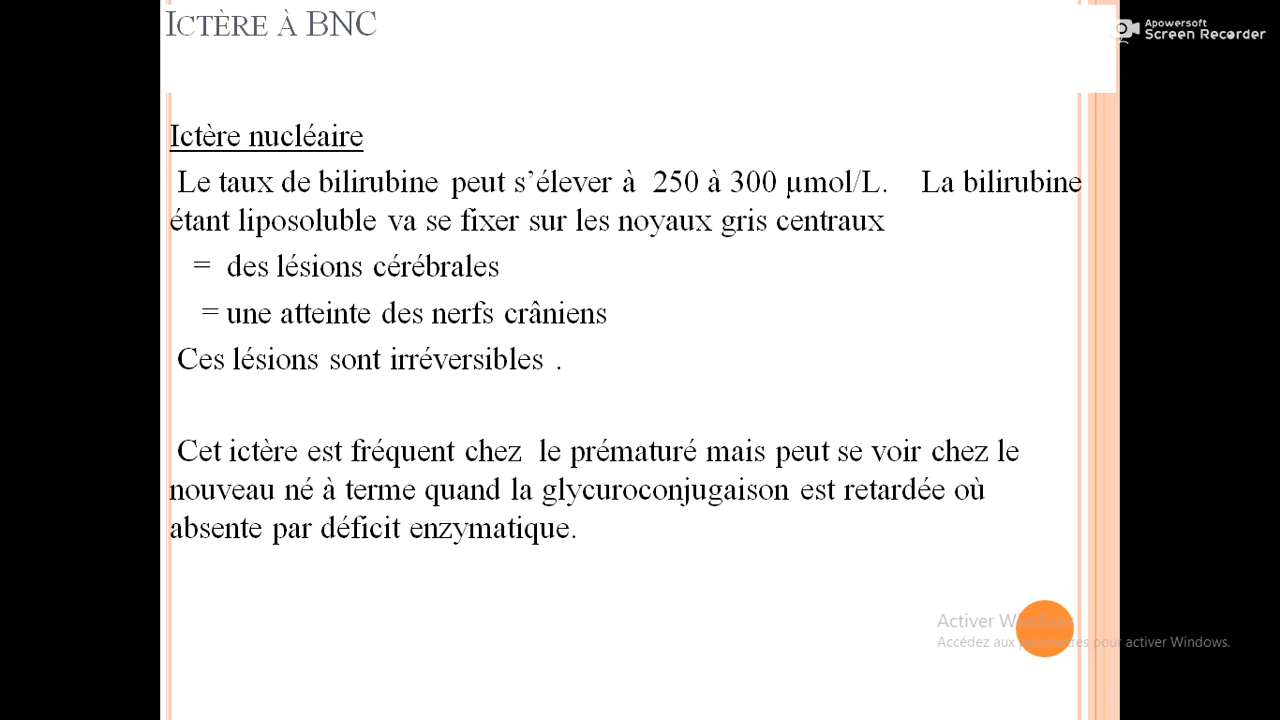 ICTÈRE À BNC
Apowersoft
Screen Recorder
Ictère nucléaire
Le taux de bilirubine peut s’élever à 250 à 300 µmol/L. La bilirubine
étant liposoluble va se fixer sur les noyaux gris centraux
= des lésions cérébrales
= une atteinte des nerfs crâniens
Ces lésions sont irréversibles .
Cet ictère est fréquent chez le prématuré mais peut se voir chez le
nouveau né à terme quand la glycuroconjugaison est retardée où
absente par déficit enzymatique.
Activer Windows
Accédez aux paramètres pour activer Windows.